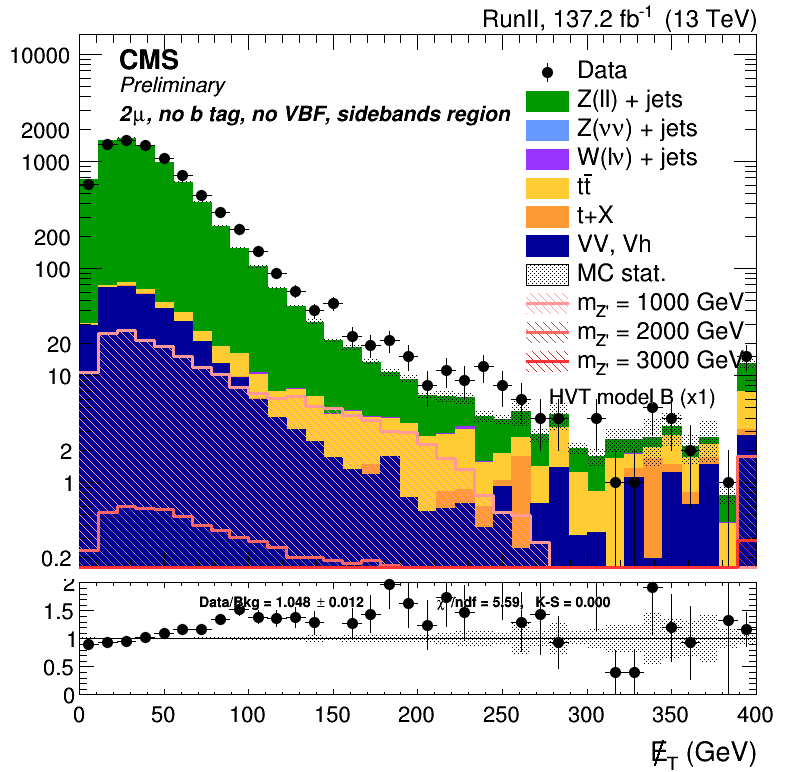 RunII, 137.2 fb⁻¹ (13 TeV)
CMS
Preliminary
2μ, no b tag, no VBF, sidebands region
Data
Z(ll) + jets
Z(νν) + jets
W(lν) + jets
tt̄
t+X
VV, Vh
MC stat.
m_Z' = 1000 GeV
m_Z' = 2000 GeV
m_Z' = 3000 GeV
HVT model B (x1)
10000
2000
1000
200
100
20
10
2
1
0.2
Data/Bkg = 1.048 ± 0.012
χ²/ndf = 5.59, K-S = 0.000
2
1.5
1
0.5
0
0 50 100 150 200 250 300 350 400
E̸_T (GeV)